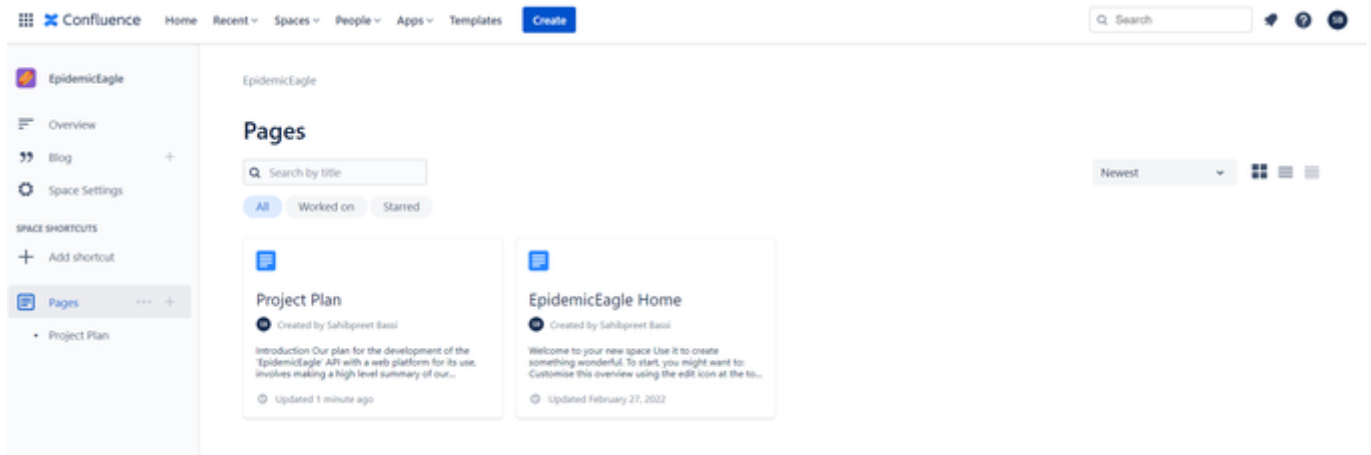 Confluence Home Recent Spaces People Apps Templates Create Search SB
EpidemicEagle
Overview
Blog
Space Settings
SPACE SHORTCUTS
Add shortcut
Pages
Project Plan
EpidemicEagle
Pages
Search by title
Newest
All Worked on Starred
Project Plan
SB Created by Sahibpreet Bassi
Introduction Our plan for the development of the
'EpidemicEagle' API with a web platform for its use,
involves making a high level summary of our...
Updated 1 minute ago
EpidemicEagle Home
SB Created by Sahibpreet Bassi
Welcome to your new space Use it to create
something wonderful. To start, you might want to:
Customise this overview using the edit icon at the to...
Updated February 27, 2022